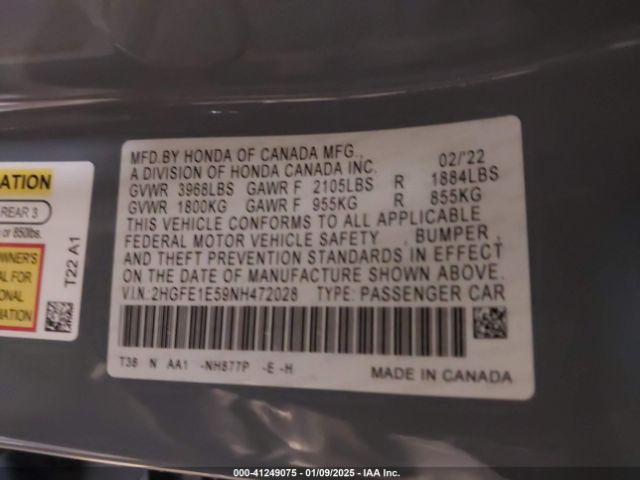 ATION
REAR 3
or 850lbs.
OWNER'S
AL FOR
IONAL
MATION
T22 A1
MFD.BY HONDA OF CANADA MFG., 02/'22
A DIVISION OF HONDA CANADA INC.
GVWR 3968LBS GAWR F 2105LBS R 1884LBS
GVWR 1800KG GAWR F 955KG R 855KG
THIS VEHICLE CONFORMS TO ALL APPLICABLE
FEDERAL MOTOR VEHICLE SAFETY , BUMPER ,
AND THEFT PREVENTION STANDARDS IN EFFECT
ON THE DATE OF MANUFACTURE SHOWN ABOVE.
V.I.N.:2HGFE1E59NH472028 TYPE: PASSENGER CAR
T38 N AA1 -NH877P -E -H
MADE IN CANADA
000-41249075 - 01/09/2025 - IAA Inc.